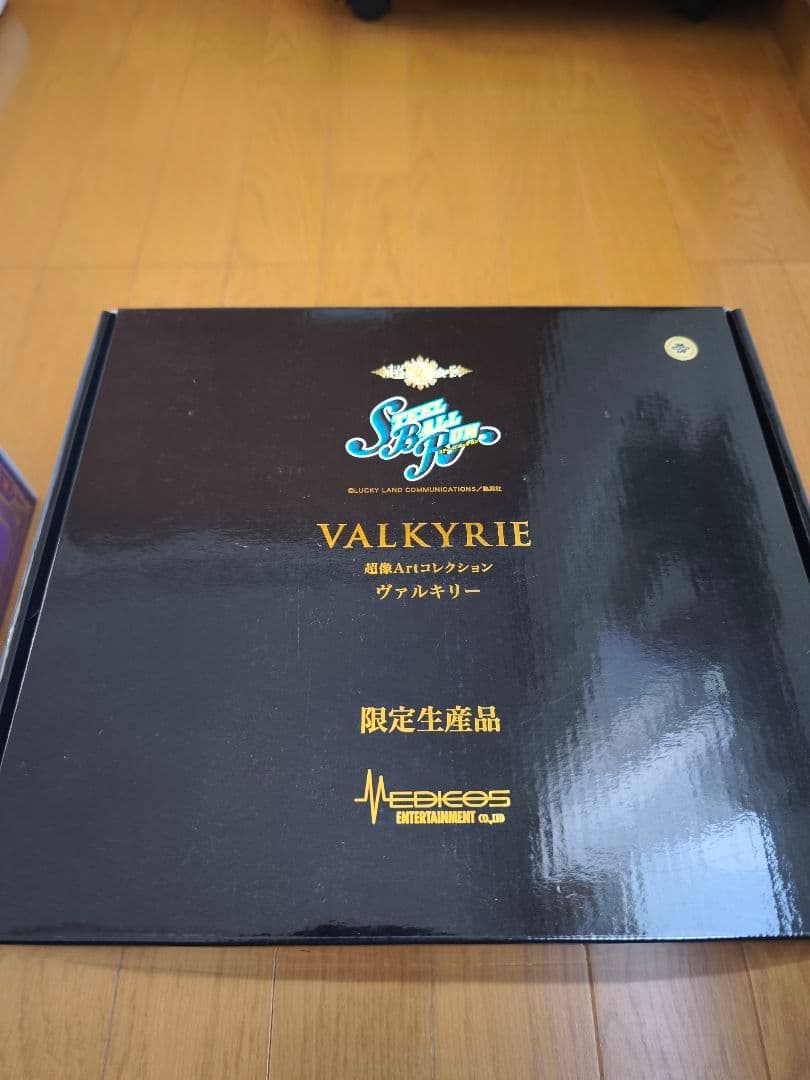 STEEL
BALL
RUN
©LUCKY LAND COMMUNICATIONS／集英社
VALKYRIE
超像Artコレクション
ヴァルキリー
限定生産品
MEDICOS
ENTERTAINMENT CO.,LTD